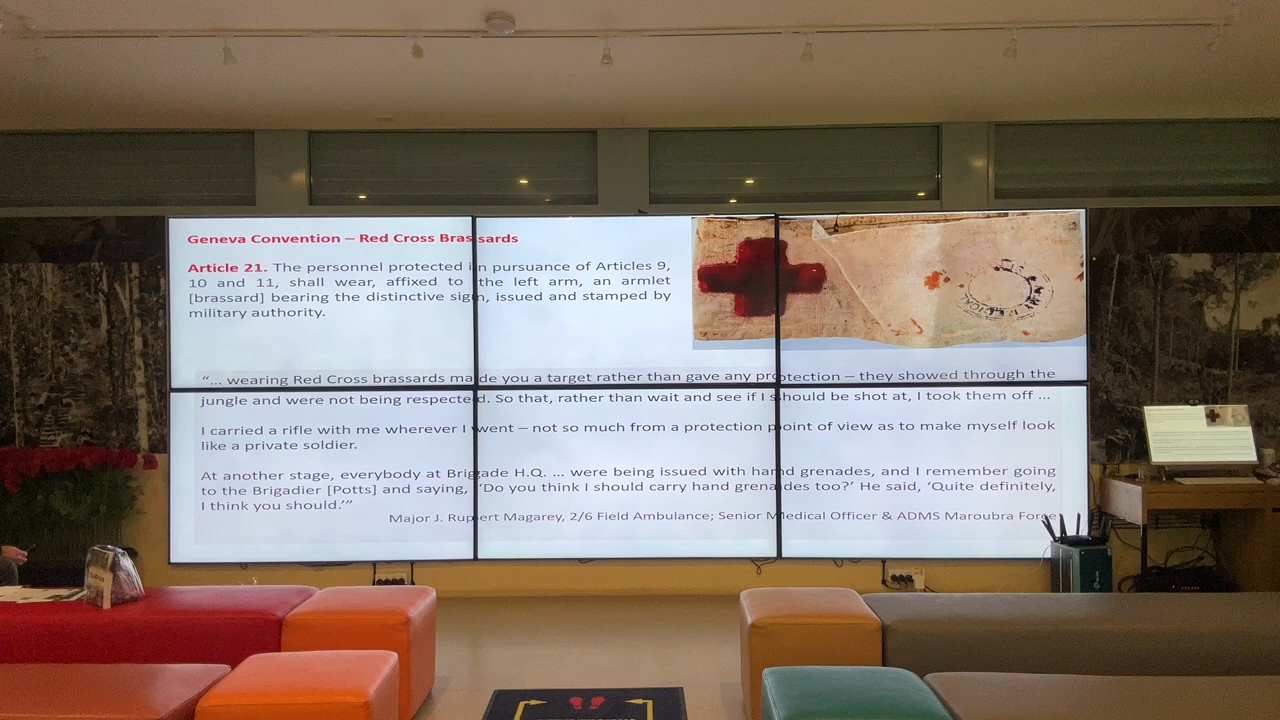 Geneva Convention – Red Cross Brassards
Article 21. The personnel protected in pursuance of Articles 9,
10 and 11, shall wear, affixed to the left arm, an armlet
[brassard] bearing the distinctive sign, issued and stamped by
military authority.
“... wearing Red Cross brassards made you a target rather than gave any protection – they showed through the
jungle and were not being respected. So that, rather than wait and see if I should be shot at, I took them off ...
I carried a rifle with me wherever I went – not so much from a protection point of view as to make myself look
like a private soldier.
At another stage, everybody at Brigade H.Q. ... were being issued with hand grenades, and I remember going
to the Brigadier [Potts] and saying, ‘Do you think I should carry hand grenades too?’ He said, ‘Quite definitely,
I think you should.’”
Major J. Rupert Magarey, 2/6 Field Ambulance; Senior Medical Officer & ADMS Maroubra Force